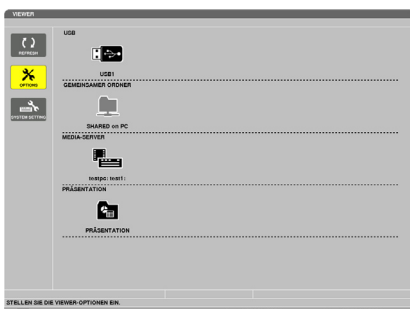 VIEWER
USB
REFRESH
USB1
OPTIONS
GEMEINSAMER ORDNER
SYSTEM SETTING
SHARED on PC
MEDIA-SERVER
testpc: test1:
PRÄSENTATION
PRÄSENTATION
STELLEN SIE DIE VIEWER-OPTIONEN EIN.